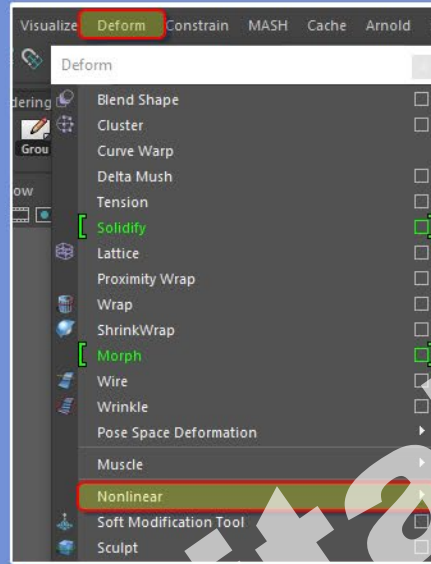 Visualize Deform Constrain MASH Cache Arnold
Deform
dering
Grou
ow
Blend Shape
Cluster
Curve Warp
Delta Mush
Tension
Solidify
Lattice
Proximity Wrap
Wrap
ShrinkWrap
Morph
Wire
Wrinkle
Pose Space Deformation
Muscle
Nonlinear
Soft Modification Tool
Sculpt